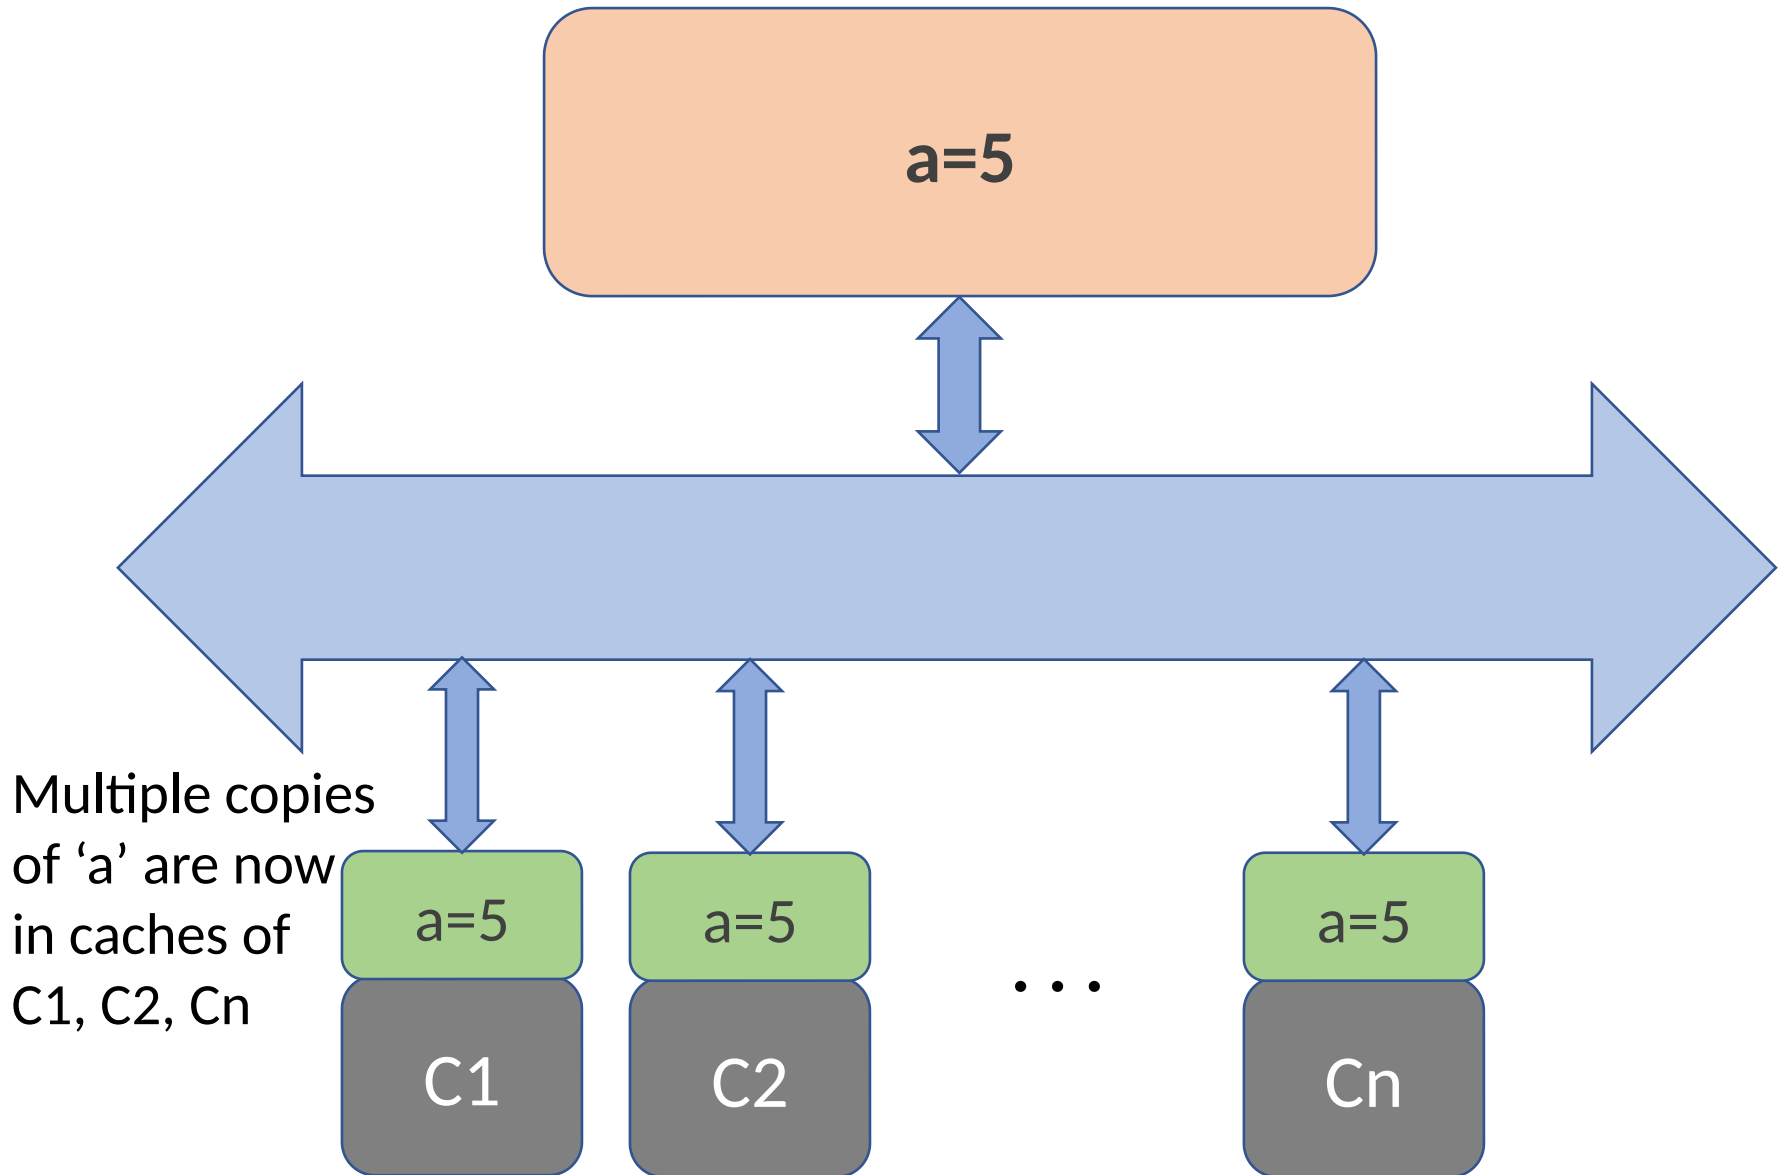 a=5
Multiple copies
of ‘a’ are now
in caches of
C1, C2, Cn
a=5
a=5
. . .
a=5
C1
C2
Cn